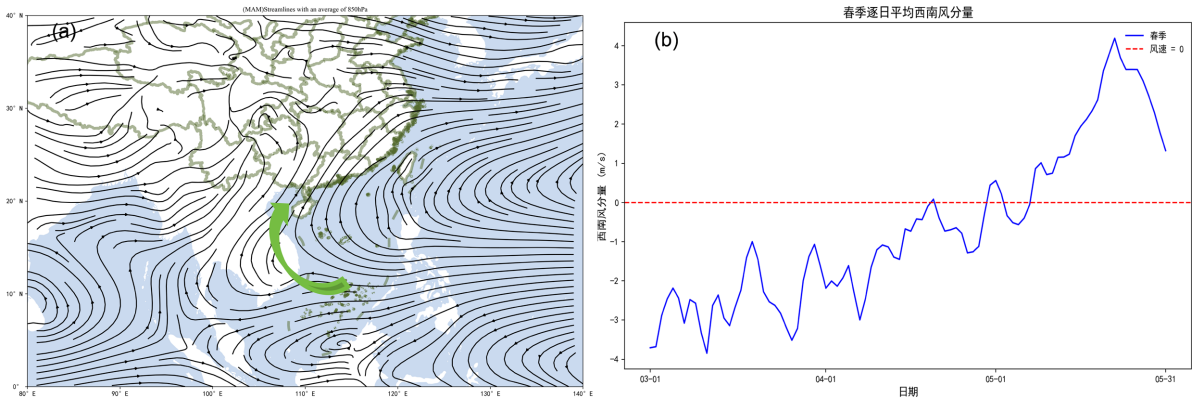 (MAM)Streamlines with an average of 850hPa
(a)
40° N
30° N
20° N
10° N
0°
80° E
90° E
100° E
110° E
120° E
130° E
140° E
春季逐日平均西南风分量
(b)
春季
风速 = 0
西南风分量 (m/s)
4
3
2
1
0
-1
-2
-3
-4
03-01
04-01
05-01
05-31
日期